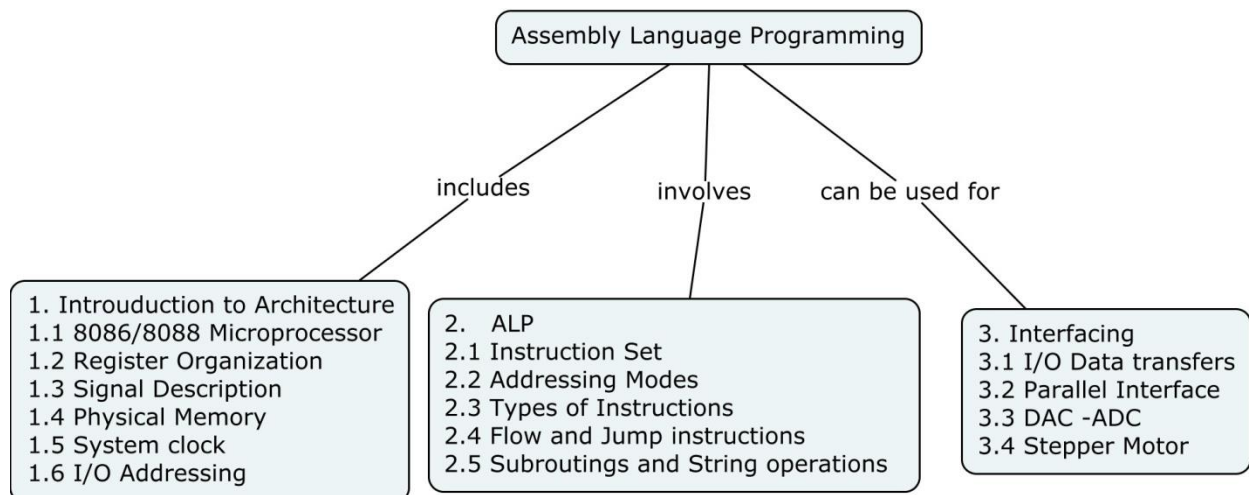 Assembly Language Programming
includes
involves
can be used for
1. Introuduction to Architecture
1.1 8086/8088 Microprocessor
1.2 Register Organization
1.3 Signal Description
1.4 Physical Memory
1.5 System clock
1.6 I/O Addressing
2. ALP
2.1 Instruction Set
2.2 Addressing Modes
2.3 Types of Instructions
2.4 Flow and Jump instructions
2.5 Subroutings and String operations
3. Interfacing
3.1 I/O Data transfers
3.2 Parallel Interface
3.3 DAC -ADC
3.4 Stepper Motor